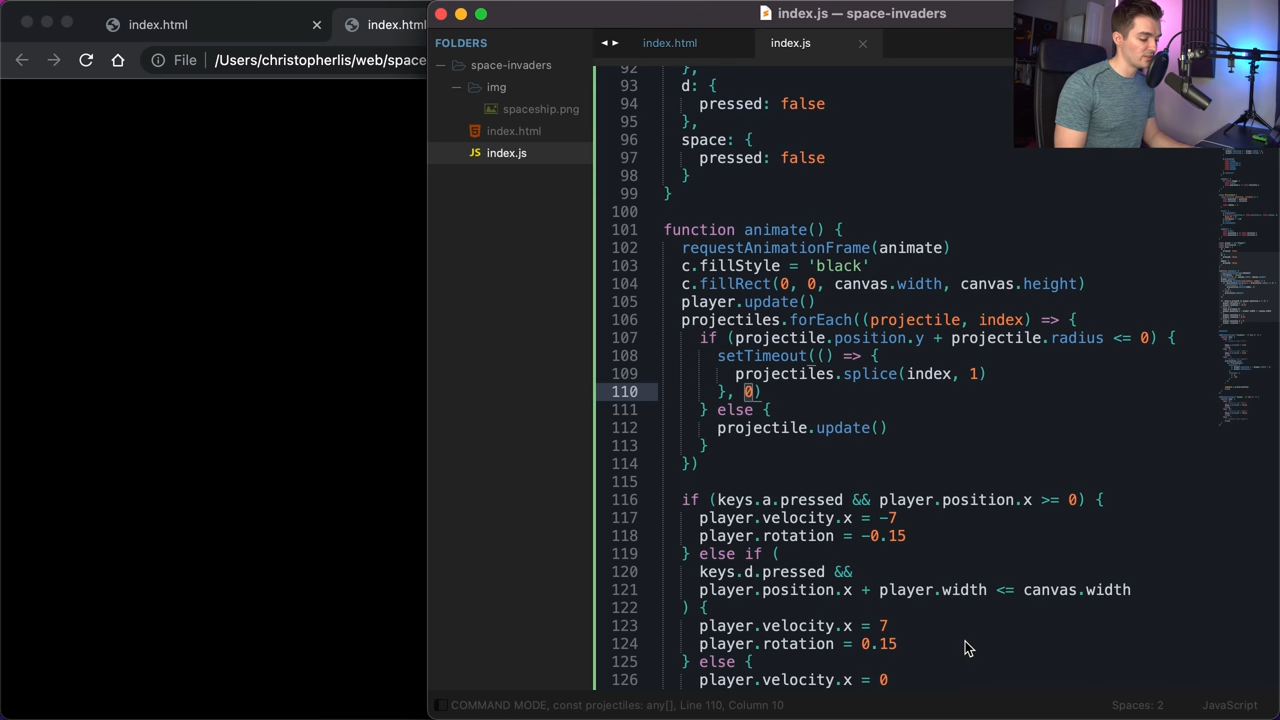 index.html
index.html
File
/Users/christopherlis/web/space
index.js — space-invaders
FOLDERS
space-invaders
img
spaceship.png
index.html
JS index.js
index.html
index.js
92 },
93 d: {
94 pressed: false
95 },
96 space: {
97 pressed: false
98 }
99 }
100
101 function animate() {
102 requestAnimationFrame(animate)
103 c.fillStyle = 'black'
104 c.fillRect(0, 0, canvas.width, canvas.height)
105 player.update()
106 projectiles.forEach((projectile, index) => {
107 if (projectile.position.y + projectile.radius <= 0) {
108 setTimeout(() => {
109 projectiles.splice(index, 1)
110 }, 0)
111 } else {
112 projectile.update()
113 }
114 })
115
116 if (keys.a.pressed && player.position.x >= 0) {
117 player.velocity.x = -7
118 player.rotation = -0.15
119 } else if (
120 keys.d.pressed &&
121 player.position.x + player.width <= canvas.width
122 ) {
123 player.velocity.x = 7
124 player.rotation = 0.15
125 } else {
126 player.velocity.x = 0
COMMAND MODE, const projectiles: any[], Line 110, Column 10
Spaces: 2
JavaScript